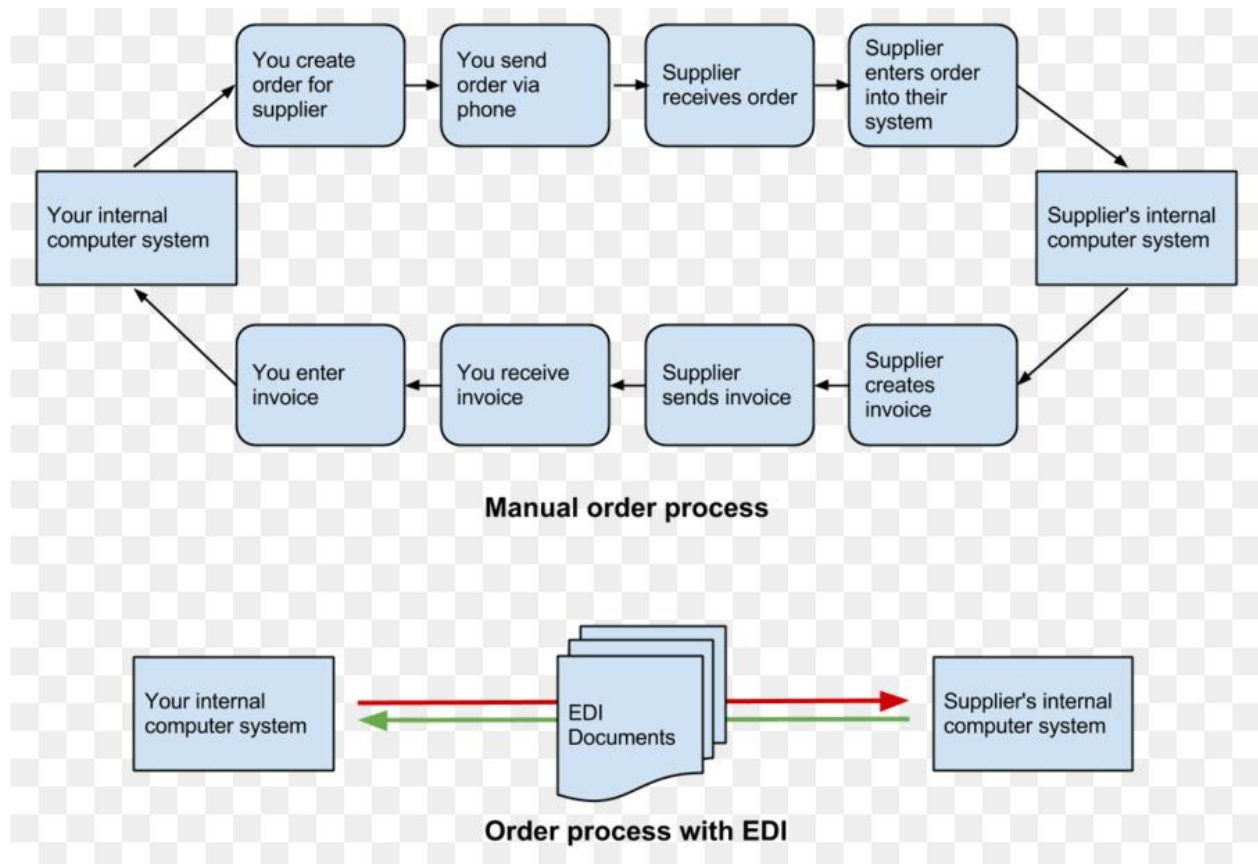 You create
order for
supplier
You send
order via
phone
Supplier
receives order
Supplier
enters order
into their
system
Your internal
computer system
Supplier's internal
computer system
You enter
invoice
You receive
invoice
Supplier
sends invoice
Supplier
creates
invoice
Manual order process
Your internal
computer system
EDI
Documents
Supplier's internal
computer system
Order process with EDI